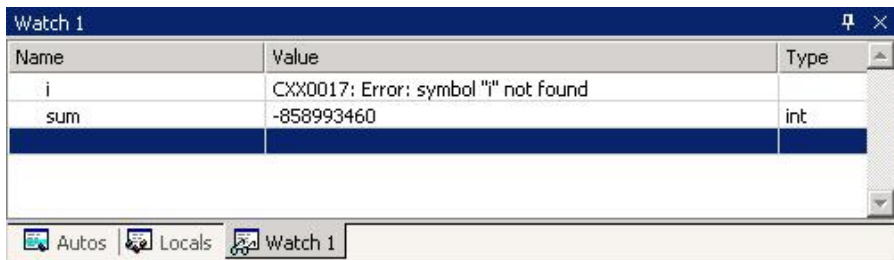 Watch 1
Name Value Type
i CXX0017: Error: symbol "i" not found
sum -858993460 int
Autos Locals Watch 1